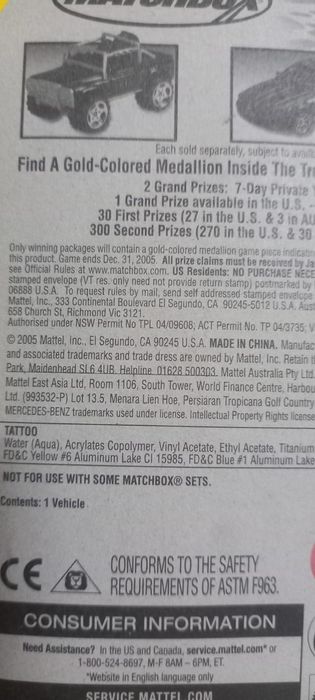 MATCHBOX
Each sold separately, subject to avail
Find A Gold-Colored Medallion Inside The Tr
2 Grand Prizes: 7-Day Private
1 Grand Prize available in the U.S.
30 First Prizes (27 in the U.S. & 3 in AU
300 Second Prizes (270 in the U.S. & 30
Only winning packages will contain a gold-colored medallion game piece indicatin
this product. Game ends Dec. 31, 2005. All prize claims must be received by Ja
see Official Rules at www.matchbox.com. US Residents: NO PURCHASE NECE
stamped envelope (VT res. only need not provide return stamp) postmarked by
06888 U.S.A. To request rules by mail, send self addressed stamped envelope
Mattel, Inc., 333 Continental Boulevard El Segundo, CA 90245-5012 U.S.A. Aust
658 Church St, Richmond Vic 3121.
Authorised under NSW Permit No TPL 04/09608; ACT Permit No. TP 04/3735; V
© 2005 Mattel, Inc., El Segundo, CA 90245 U.S.A. MADE IN CHINA. Manufac
and associated trademarks and trade dress are owned by Mattel, Inc. Retain t
Park, Maidenhead SL6 4UB. Helpline 01628 500303. Mattel Australia Pty Ltd.
Mattel East Asia Ltd, Room 1106, South Tower, World Finance Centre, Harbou
Ltd. (993532-P) Lot 13.5, Menara Lien Hoe, Persiaran Tropicana Golf Country
MERCEDES-BENZ trademarks used under license. Intellectual Property Rights license
TATTOO
Water (Aqua), Acrylates Copolymer, Vinyl Acetate, Ethyl Acetate, Titanium
FD&C Yellow #6 Aluminum Lake CI 15985, FD&C Blue #1 Aluminum Lake
NOT FOR USE WITH SOME MATCHBOX® SETS.
Contents: 1 Vehicle
CE
CONFORMS TO THE SAFETY
REQUIREMENTS OF ASTM F963.
CONSUMER INFORMATION
Need Assistance? In the US and Canada, service.mattel.com* or
1-800-524-8697, M-F 8AM – 6PM, ET.
*Website in English language only
SERVICE.MATTEL.COM